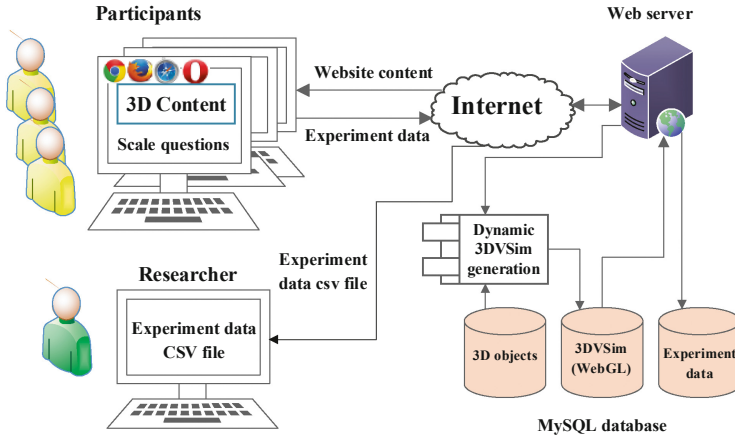 Participants
3D Content
Scale questions
Website content
Experiment data
Internet
Web server
Dynamic
3DVSim
generation
Experiment
data csv file
Researcher
Experiment data
CSV file
3D objects
3DVSim
(WebGL)
Experiment
data
MySQL database